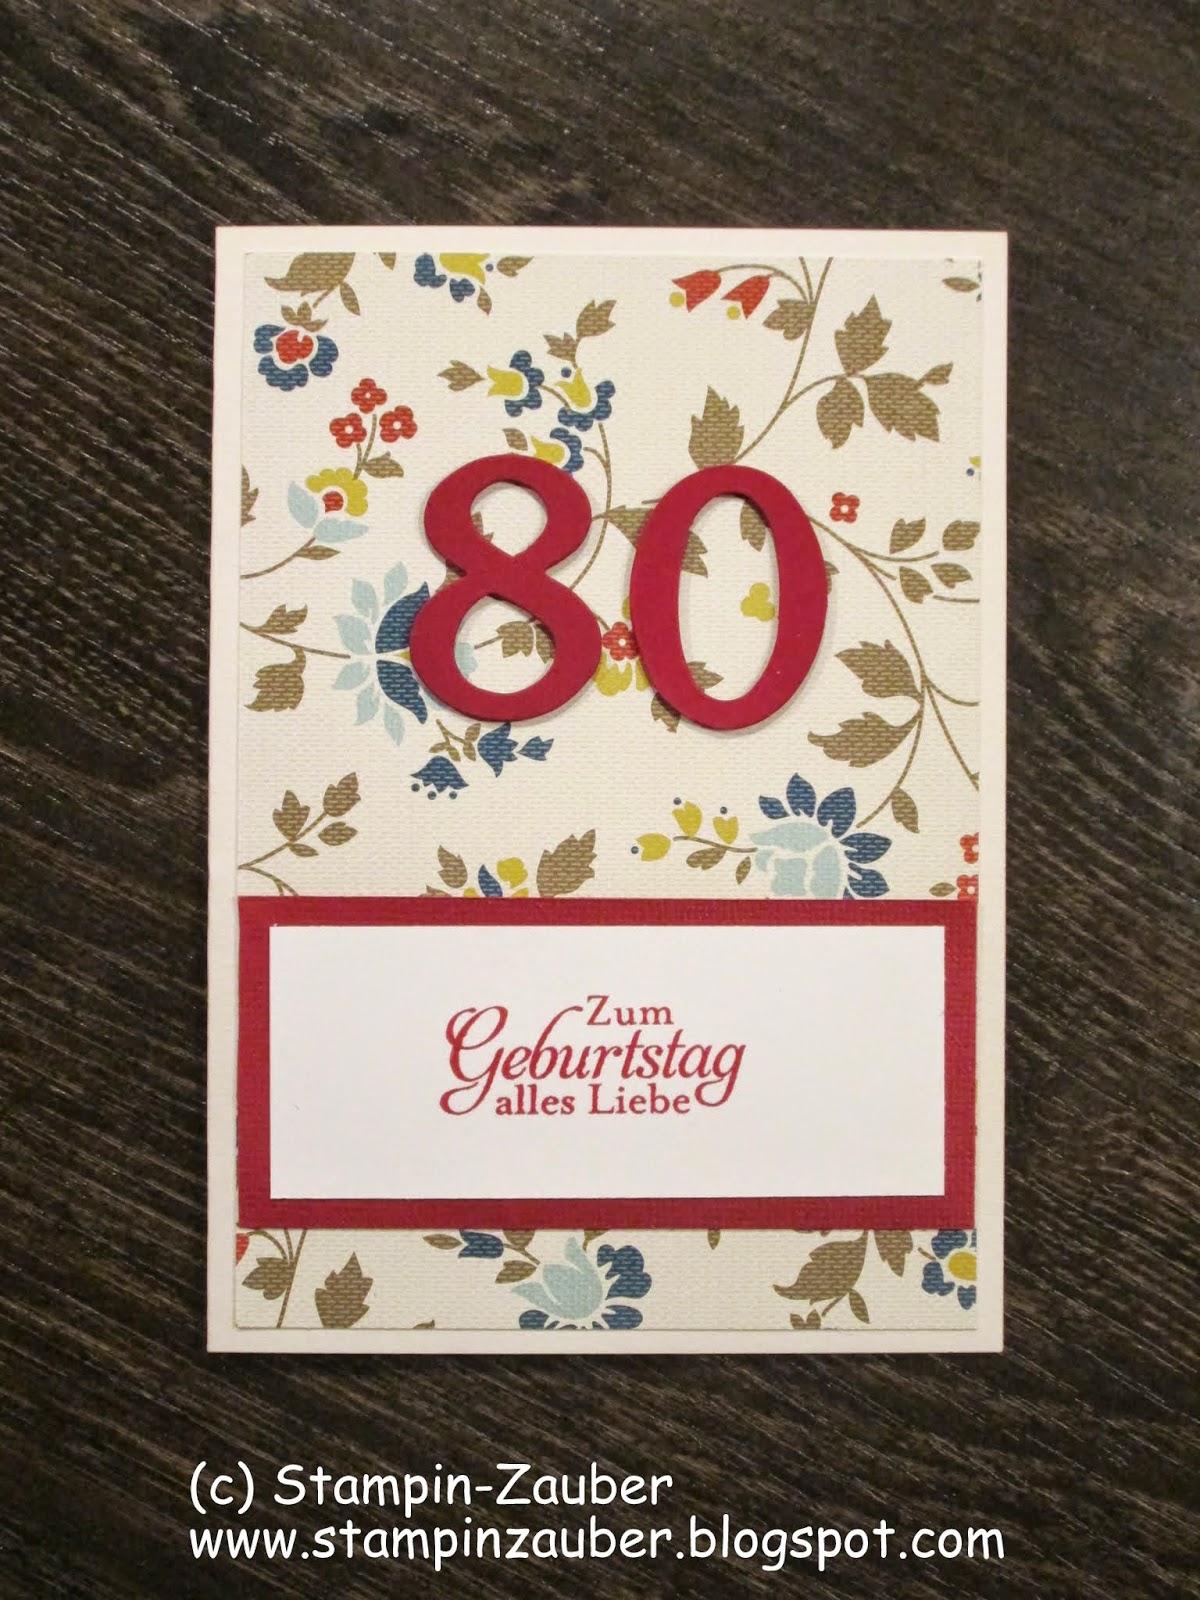 80
Zum
Geburtstag
alles Liebe
(c) Stampin-Zauber
www.stampinzauber.blogspot.com